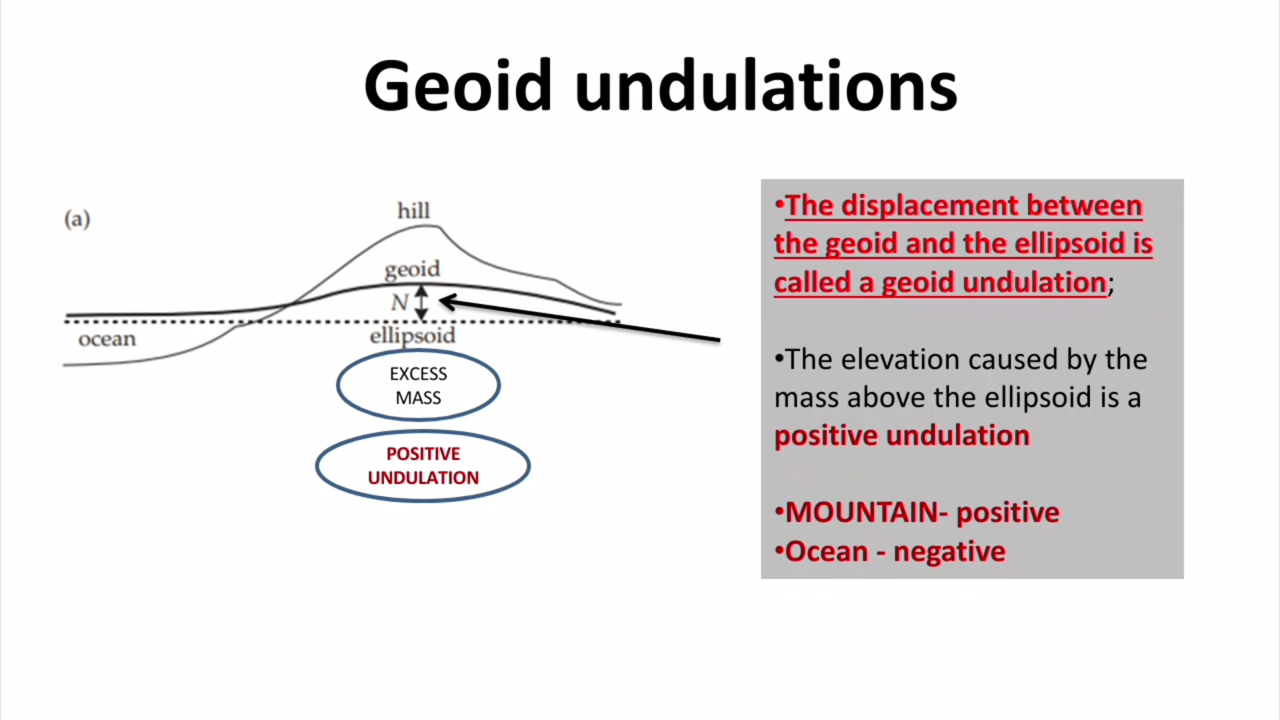 Geoid undulations
(a)
hill
geoid
N
ocean
ellipsoid
EXCESS
MASS
POSITIVE
UNDULATION
•The displacement between
the geoid and the ellipsoid is
called a geoid undulation;
•The elevation caused by the
mass above the ellipsoid is a
positive undulation
•MOUNTAIN- positive
•Ocean - negative